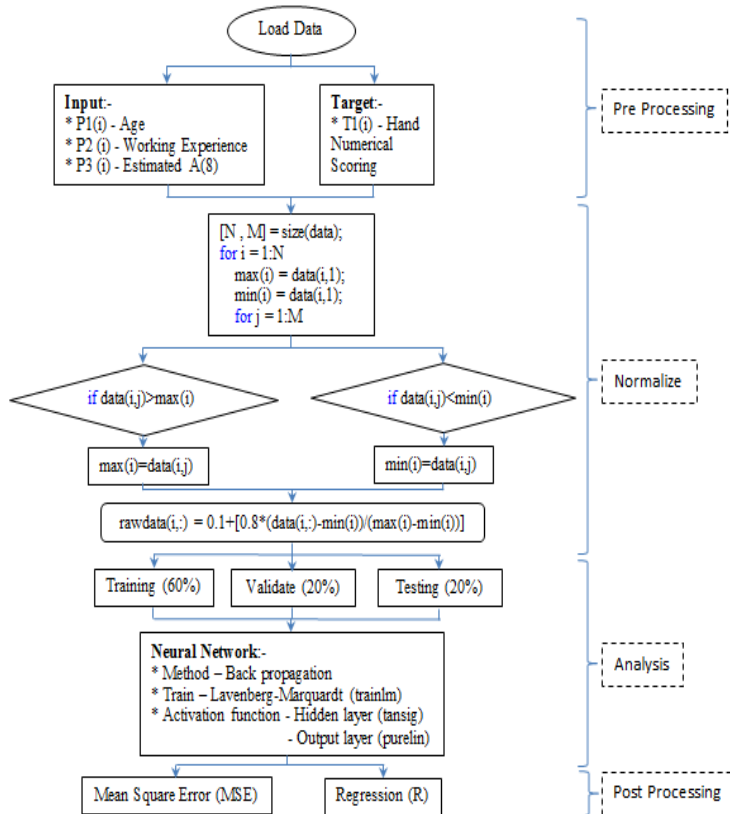 Load Data
Input:-
* P1(i) - Age
* P2 (i) - Working Experience
* P3 (i) - Estimated A(8)
Target:-
* T1(i) - Hand
Numerical
Scoring
Pre Processing
[N , M] = size(data);
for i = 1:N
max(i) = data(i,1);
min(i) = data(i,1);
for j = 1:M
if data(i,j)>max(i)
if data(i,j)<min(i)
Normalize
max(i)=data(i,j)
min(i)=data(i,j)
rawdata(i,:) = 0.1+[0.8*(data(i,:)-min(i))/(max(i)-min(i))]
Training (60%)
Validate (20%)
Testing (20%)
Neural Network:-
* Method – Back propagation
* Train – Lavenberg-Marquardt (trainlm)
* Activation function - Hidden layer (tansig)
- Output layer (purelin)
Analysis
Mean Square Error (MSE)
Regression (R)
Post Processing